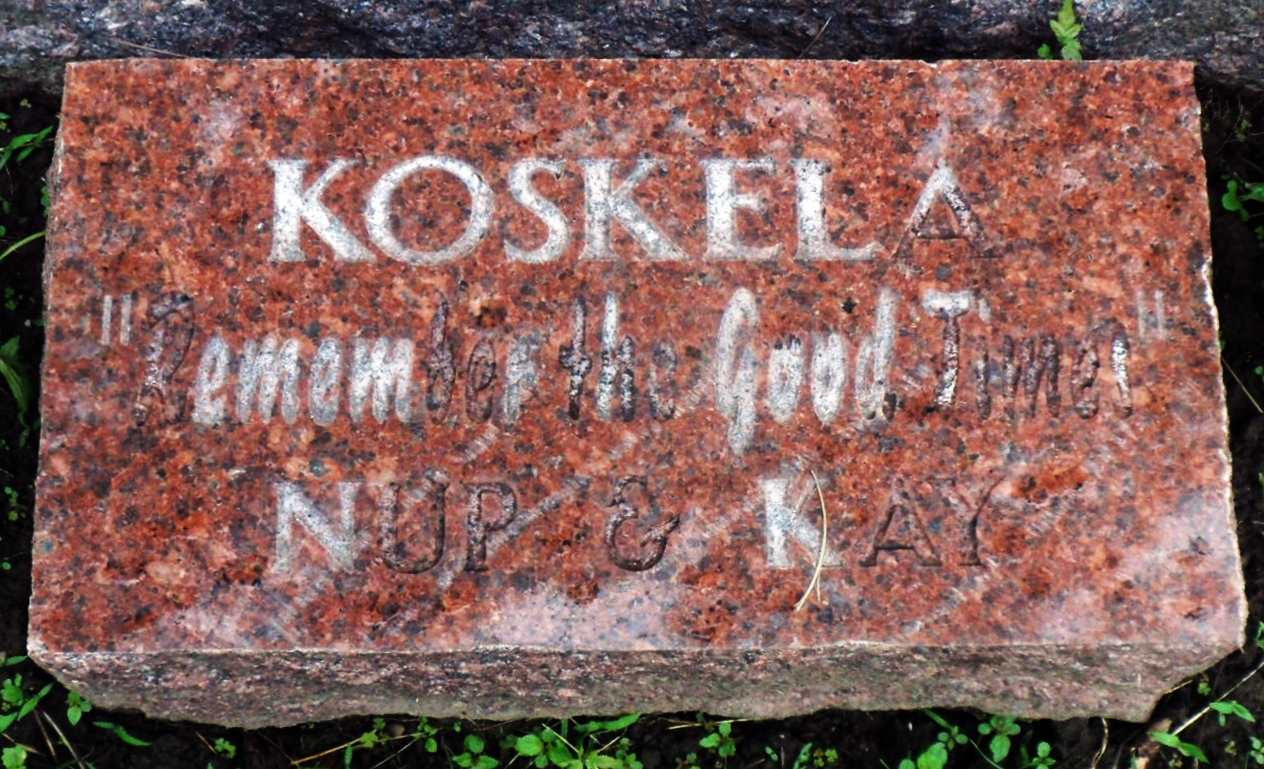 KOSKELA
"Remember the Good Times"
NUP & KAY